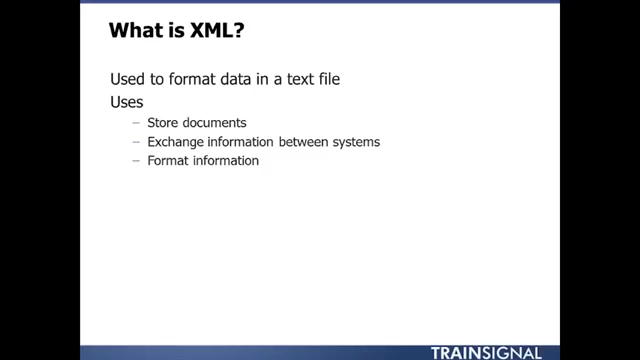 What is XML?
Used to format data in a text file
Uses
– Store documents
– Exchange information between systems
– Format information
TRAINSIGNAL